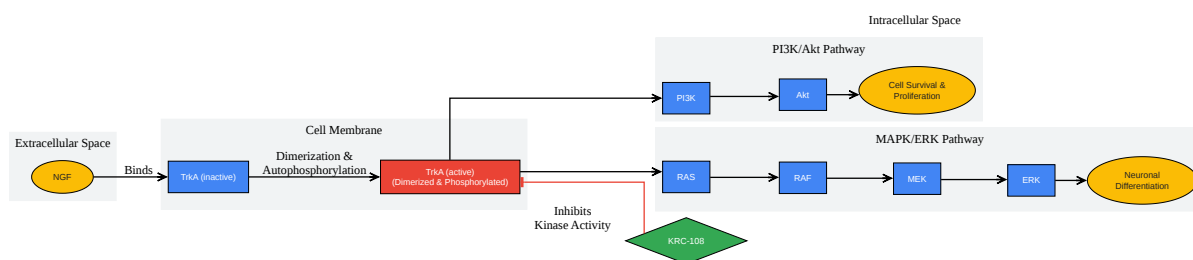 Intracellular Space
PI3K/Akt Pathway
PI3K
Akt
Cell Survival &
Proliferation
Extracellular Space
NGF
Binds
Cell Membrane
TrkA (inactive)
Dimerization &
Autophosphorylation
TrkA (active)
(Dimerized & Phosphorylated)
MAPK/ERK Pathway
RAS
RAF
MEK
ERK
Neuronal
Differentiation
Inhibits
Kinase Activity
KRC-108